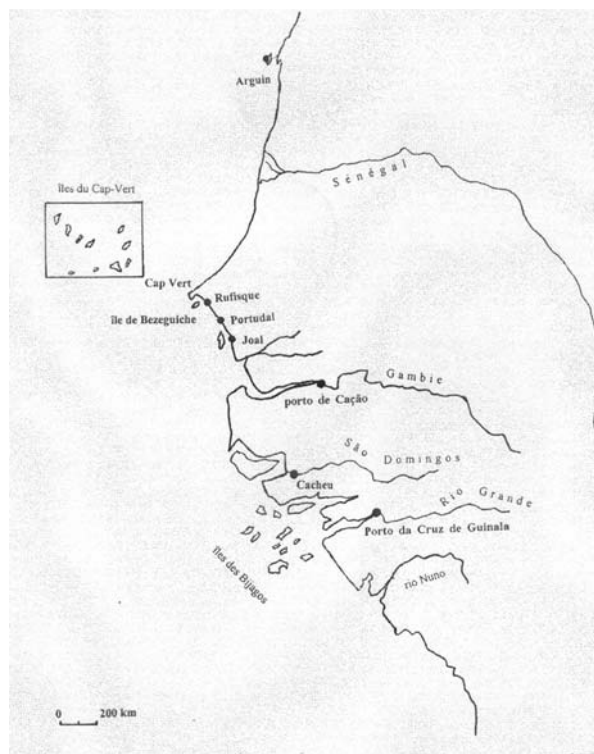 Arguin
Sénégal
îles du Cap-Vert
Cap Vert
Rufisque
île de Bezeguiche
Portudal
Joal
Gambie
porto de Cação
São Domingos
Cacheu
Rio Grande
Porto da Cruz de Guinala
îles des Bijagos
rio Nuno
0 200 km